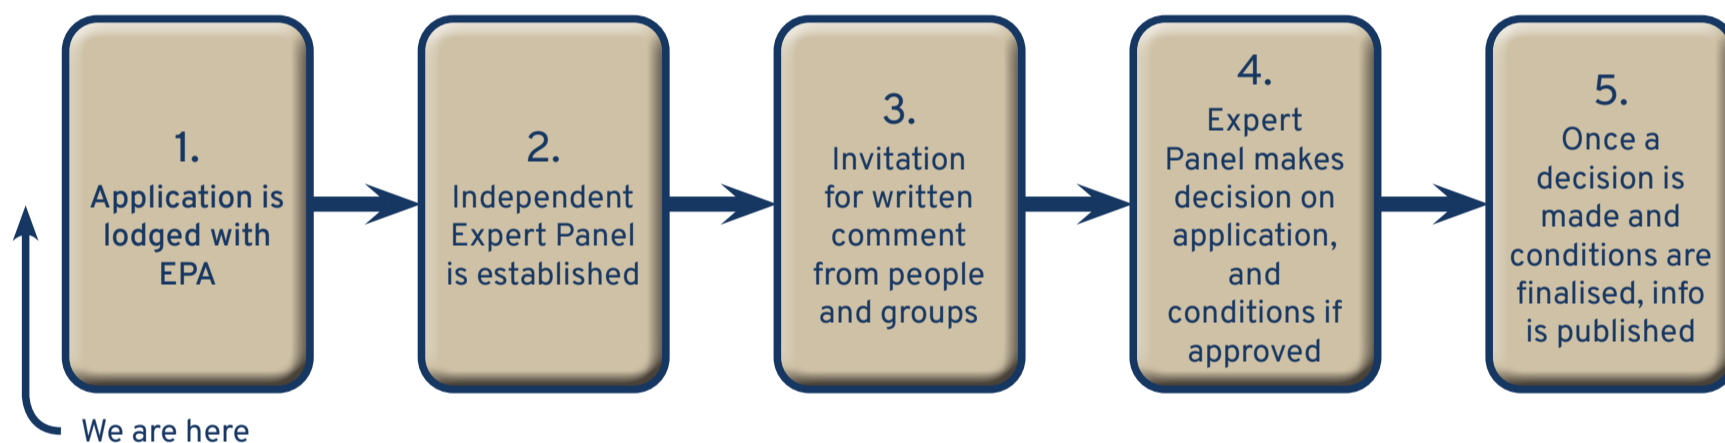 1.
Application is
lodged with
EPA
2.
Independent
Expert Panel
is established
3.
Invitation
for written
comment
from people
and groups
4.
Expert
Panel makes
decision on
application,
and
conditions if
approved
5.
Once a
decision is
made and
conditions are
finalised, info
is published
We are here